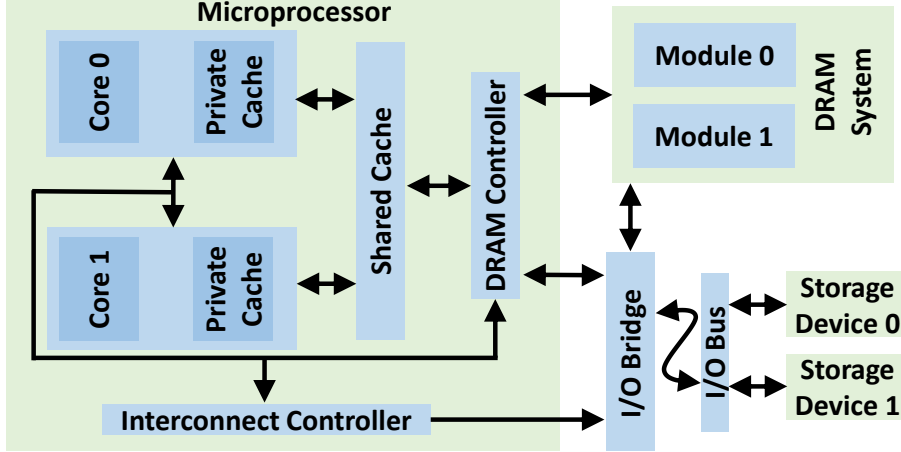 Microprocessor
Core 0
Private
Cache
Core 1
Private
Cache
Shared Cache
DRAM Controller
Interconnect Controller
Module 0
Module 1
DRAM
System
I/O Bridge
I/O Bus
Storage
Device 0
Storage
Device 1